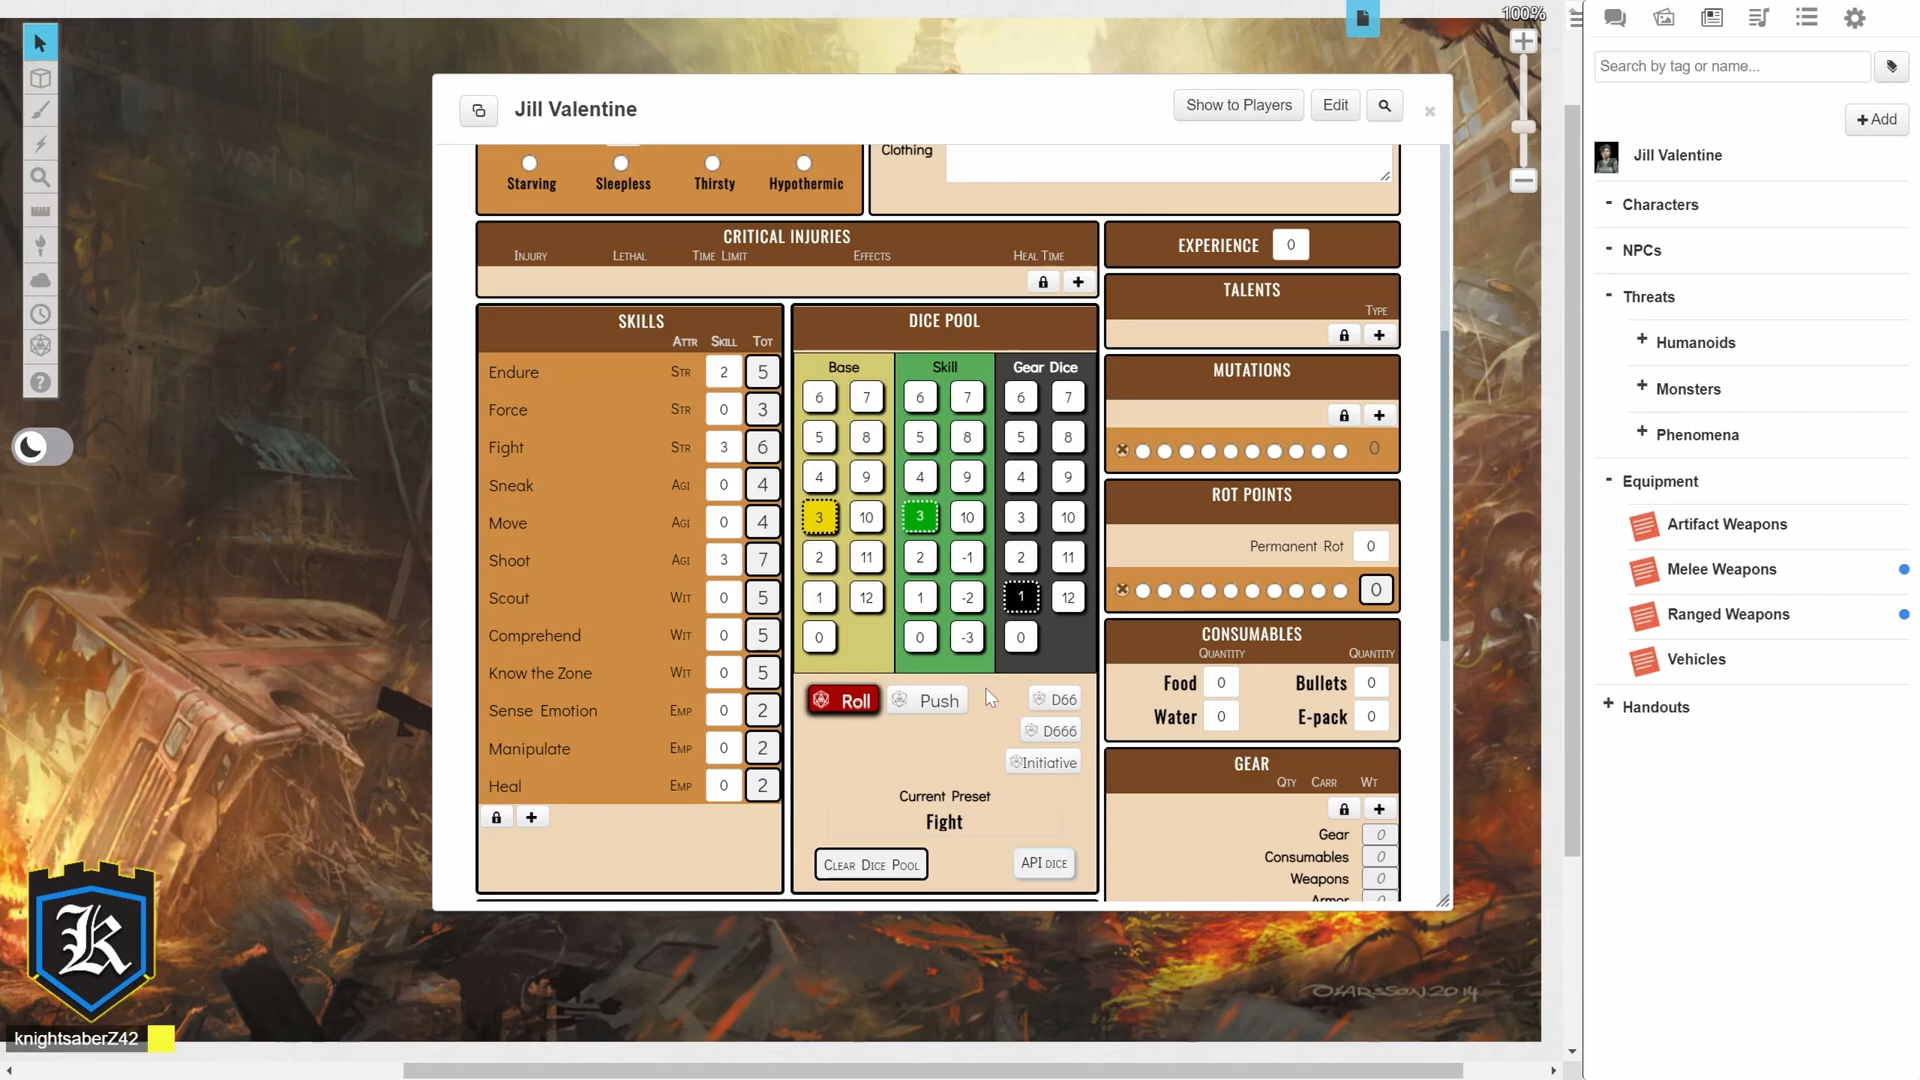 100%
Jill Valentine
Show to Players
Edit
Clothing
Starving
Sleepless
Thirsty
Hypothermic
CRITICAL INJURIES
INJURY LETHAL TIME LIMIT EFFECTS HEAL TIME
EXPERIENCE 0
TALENTS
TYPE
MUTATIONS
0
ROT POINTS
Permanent Rot 0
0
CONSUMABLES
QUANTITY QUANTITY
Food 0 Bullets 0
Water 0 E-pack 0
GEAR
QTY CARR WT
Gear 0
Consumables 0
Weapons 0
Armor 0
SKILLS
ATTR SKILL TOT
Endure STR 2 5
Force STR 0 3
Fight STR 3 6
Sneak AGI 0 4
Move AGI 0 4
Shoot AGI 3 7
Scout WIT 0 5
Comprehend WIT 0 5
Know the Zone WIT 0 5
Sense Emotion EMP 0 2
Manipulate EMP 0 2
Heal EMP 0 2
DICE POOL
Base Skill Gear Dice
6 7 6 7 6 7
5 8 5 8 5 8
4 9 4 9 4 9
3 10 3 10 3 10
2 11 2 -1 2 11
1 12 1 -2 1 12
0 0 -3 0
Roll
Push
D66
D666
Initiative
Current Preset
Fight
CLEAR DICE POOL
API DICE
Search by tag or name...
+ Add
Jill Valentine
- Characters
- NPCs
- Threats
+ Humanoids
+ Monsters
+ Phenomena
- Equipment
Artifact Weapons
Melee Weapons
Ranged Weapons
Vehicles
+ Handouts
K
knightsaberZ42
OXARSSON 2014